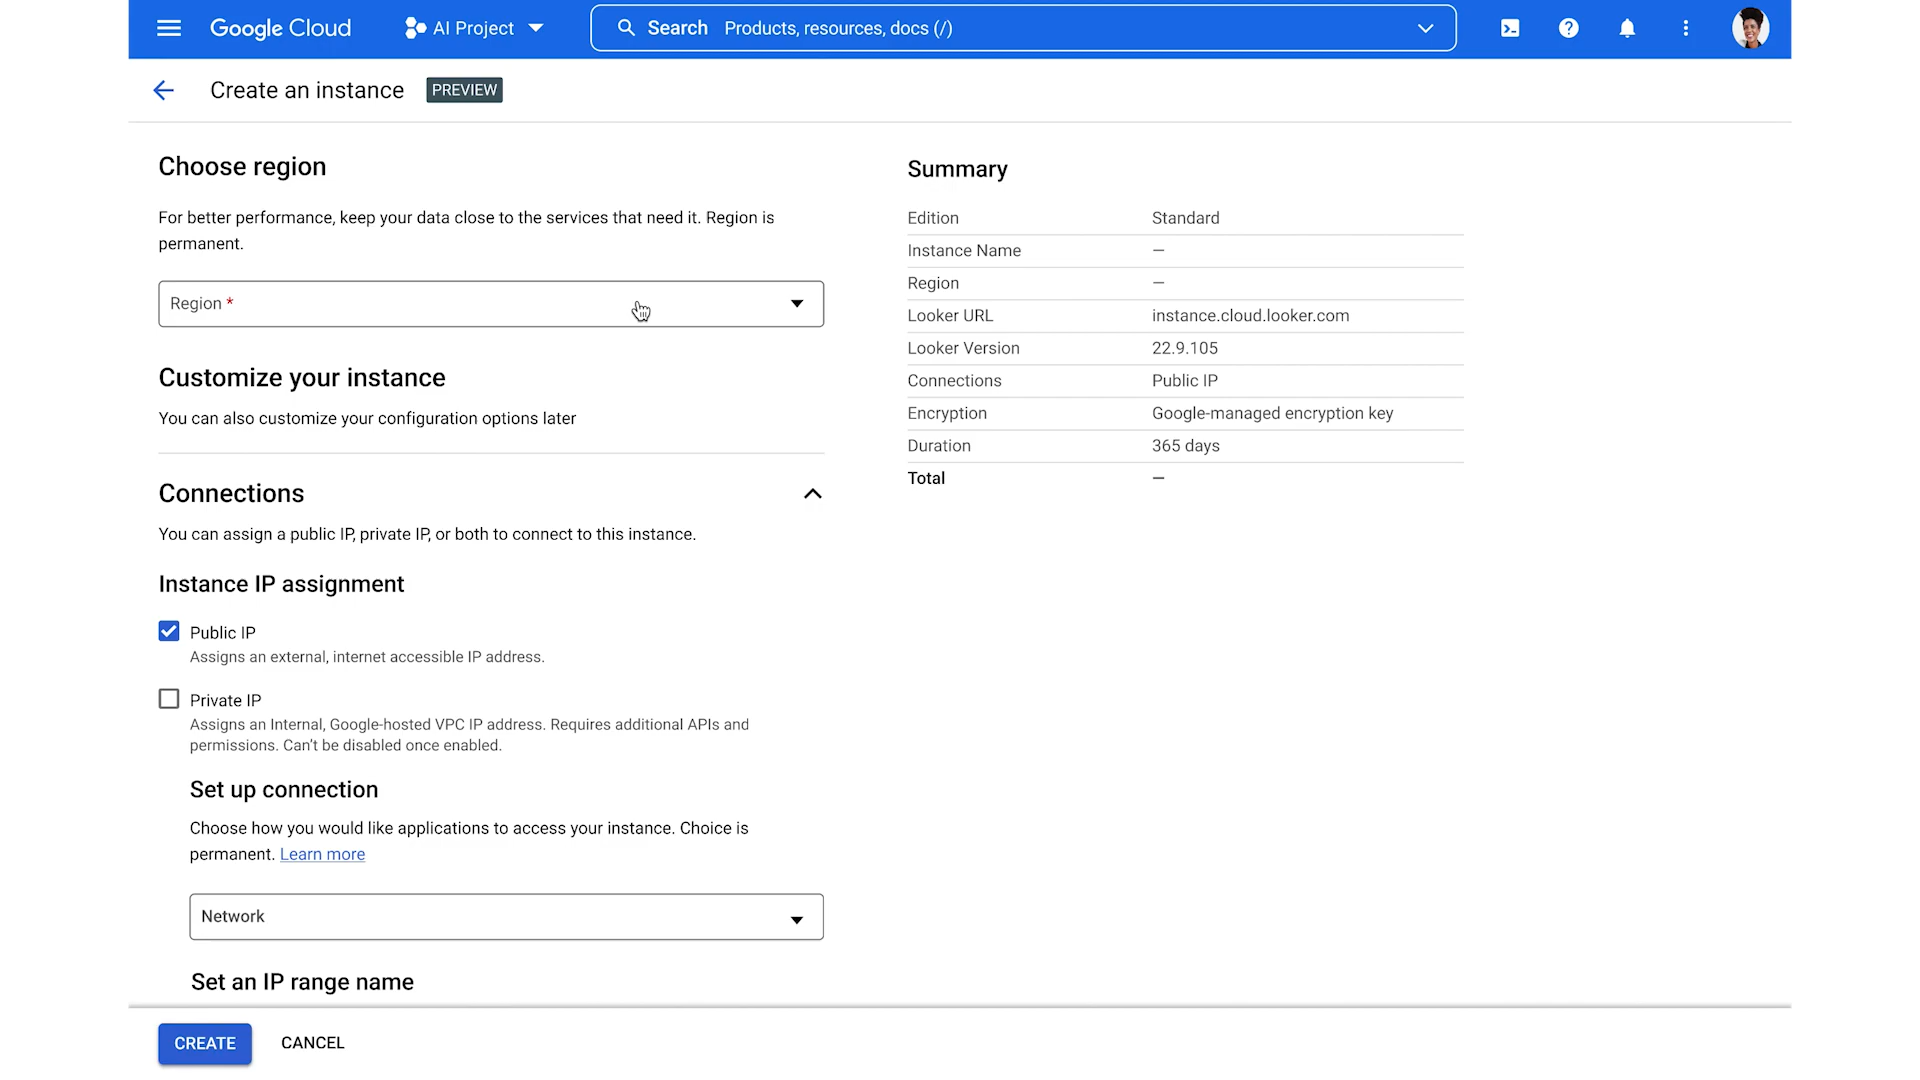 Google Cloud
AI Project
Search Products, resources, docs (/)
Create an instance
PREVIEW
Choose region
For better performance, keep your data close to the services that need it. Region is
permanent.
Region *
Customize your instance
You can also customize your configuration options later
Connections
You can assign a public IP, private IP, or both to connect to this instance.
Instance IP assignment
Public IP
Assigns an external, internet accessible IP address.
Private IP
Assigns an Internal, Google-hosted VPC IP address. Requires additional APIs and
permissions. Can't be disabled once enabled.
Set up connection
Choose how you would like applications to access your instance. Choice is
permanent. Learn more
Network
Set an IP range name
Summary
Edition Standard
Instance Name —
Region —
Looker URL instance.cloud.looker.com
Looker Version 22.9.105
Connections Public IP
Encryption Google-managed encryption key
Duration 365 days
Total —
CREATE
CANCEL